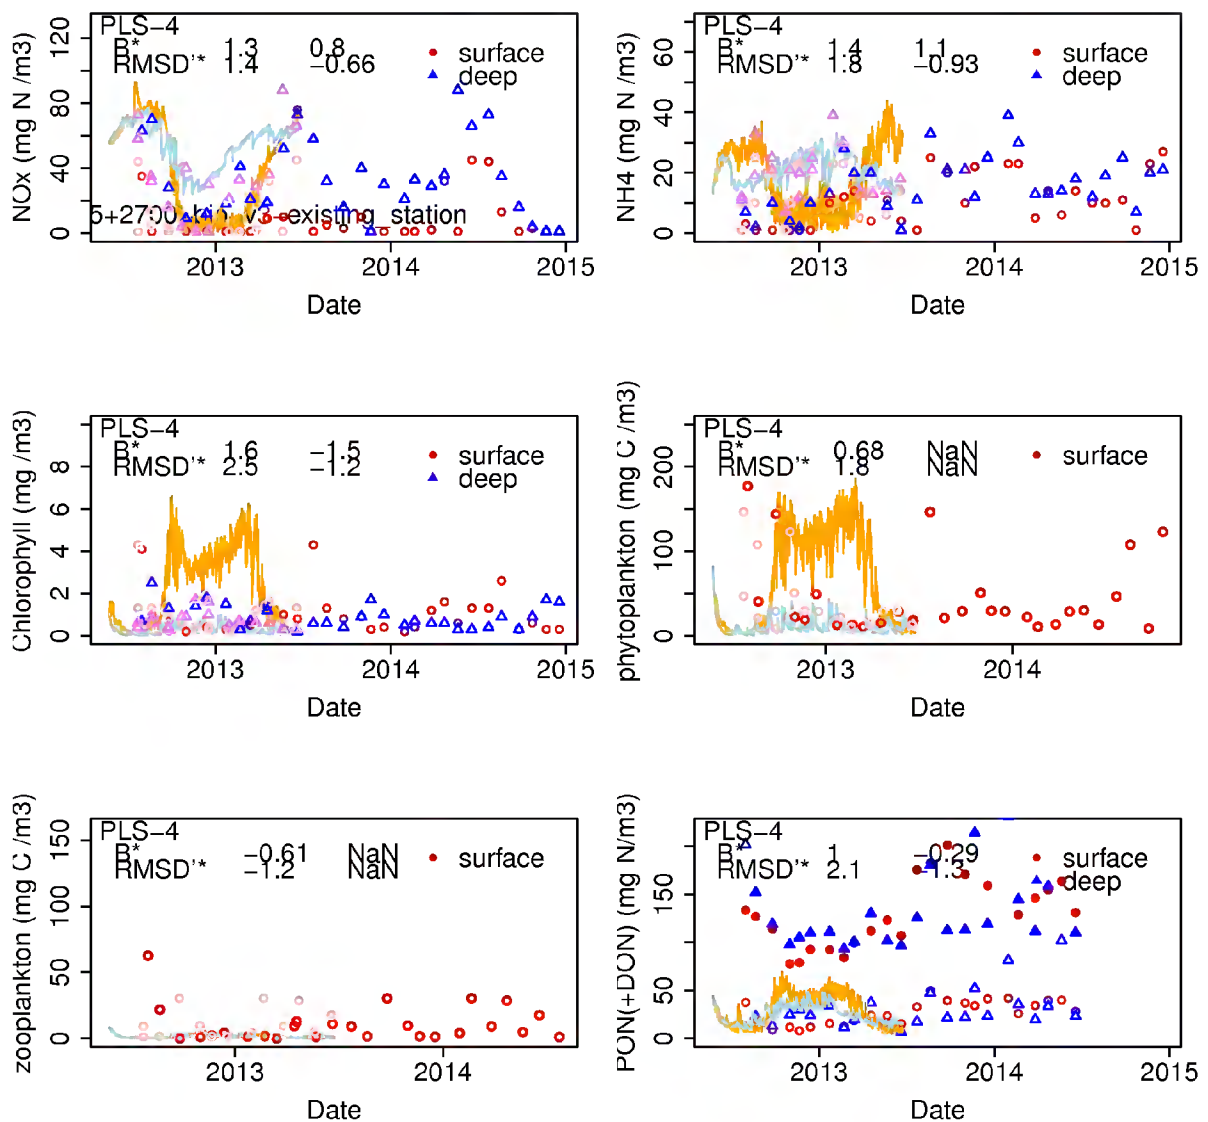 PLS−4
B* 1.3 0.8
RMSD'* 1.4 −0.66
surface
deep
NOx (mg N /m3)
0 40 80 120
5+2700_kin_v3−existing_station
2013 2014 2015
Date
PLS−4
B* 1.4 1.1
RMSD'* 1.8 −0.93
surface
deep
NH4 (mg N /m3)
0 20 40 60
2013 2014 2015
Date
PLS−4
B* 1.6 −1.5
RMSD'* 2.5 −1.2
surface
deep
Chlorophyll (mg /m3)
0 2 4 6 8
2013 2014 2015
Date
PLS−4
B* 0.68 NaN
RMSD'* 1.8 NaN
surface
phytoplankton (mg C /m3)
0 100 200
2013 2014
Date
PLS−4
B* −0.61 NaN
RMSD'* −1.2 NaN
surface
zooplankton (mg C /m3)
0 50 100 150
2013 2014
Date
PLS−4
B* 1 −0.29
RMSD'* 2.1 −1.3
surface
deep
PON(+DON) (mg N/m3)
0 50 150
2013 2014 2015
Date